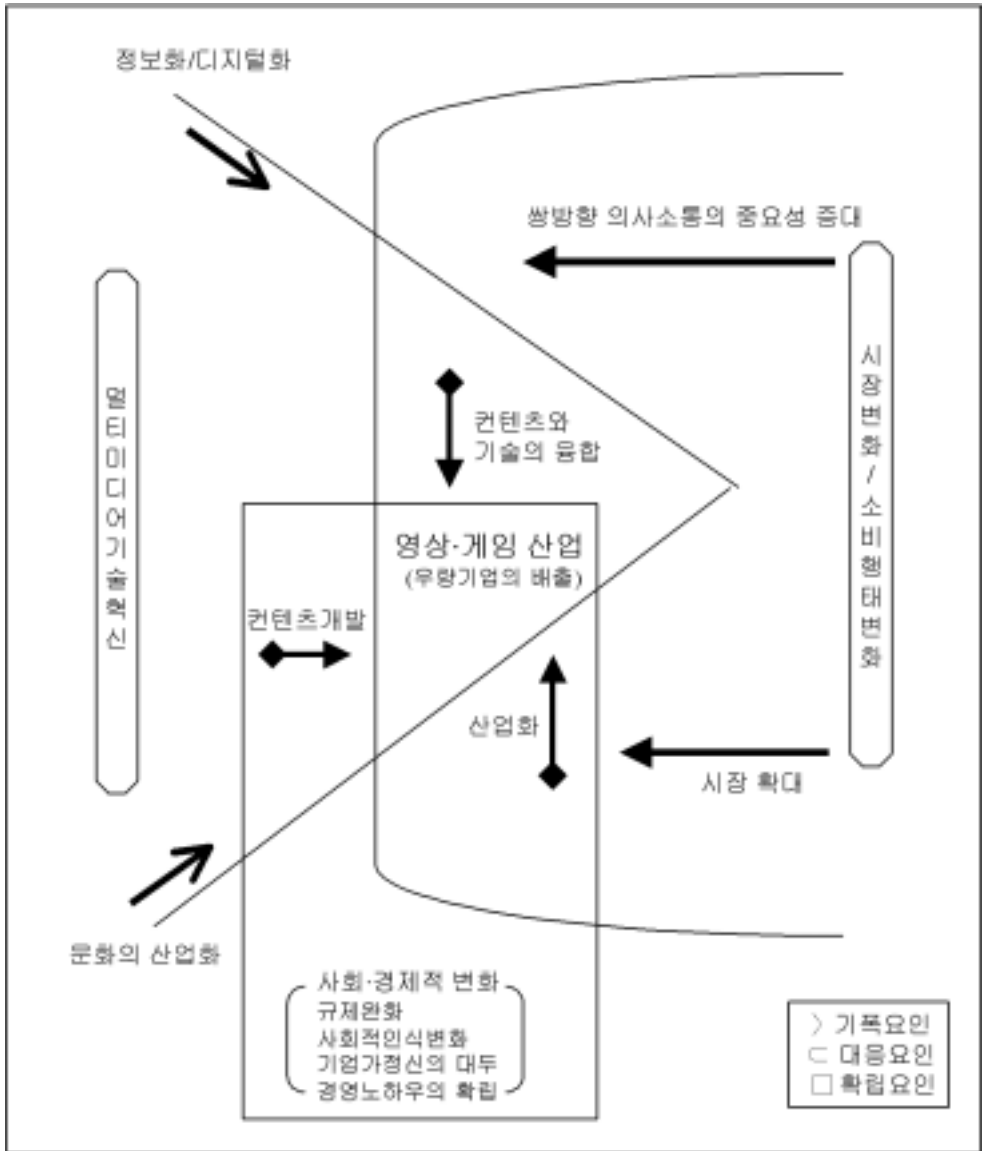 정보화/디지털화
쌍방향 의사소통의 중요성 증대
멀티미디어기술혁신
시장변화/소비행태변화
컨텐츠와
기술의 융합
영상·게임 산업
(우량기업의 배출)
컨텐츠개발
산업화
시장 확대
문화의 산업화
사회·경제적 변화
규제완화
사회적인식변화
기업가정신의 대두
경영노하우의 확립
기폭요인
대응요인
확립요인